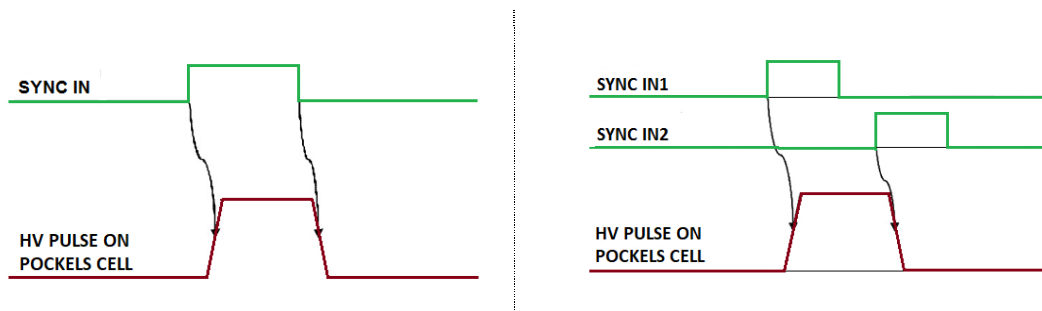 SYNC IN
HV PULSE ON
POCKELS CELL
SYNC IN1
SYNC IN2
HV PULSE ON
POCKELS CELL